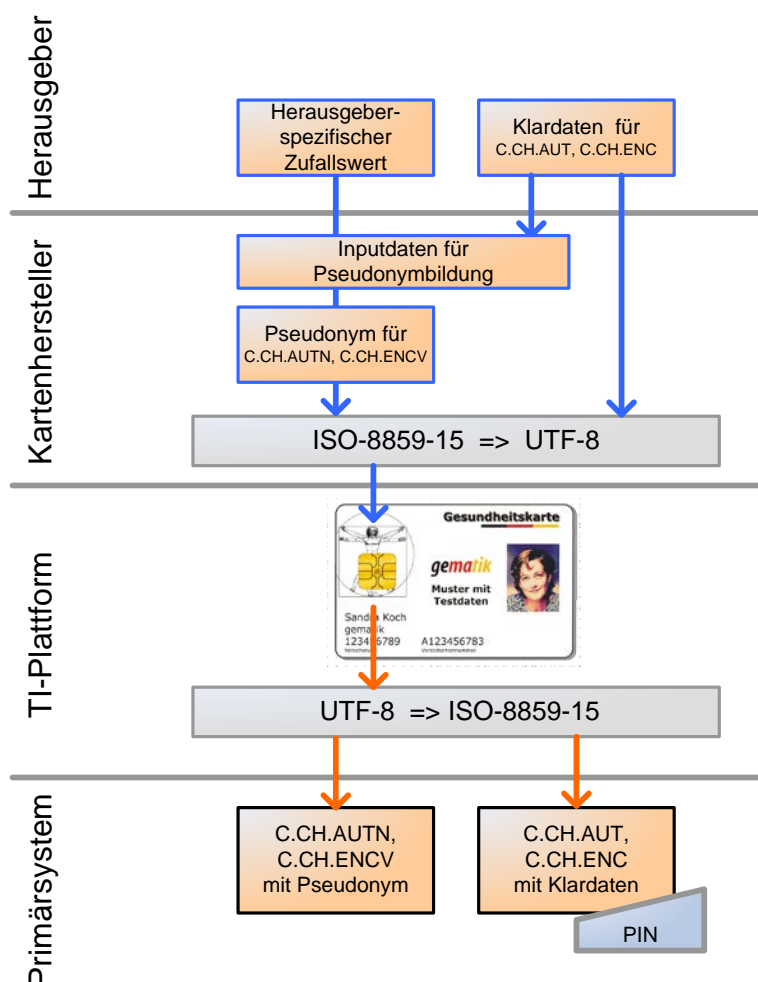 Herausgeber
Herausgeber-
spezifischer
Zufallswert
Klardaten für
C.CH.AUT, C.CH.ENC
Kartenhersteller
Inputdaten für
Pseudonymbildung
Pseudonym für
C.CH.AUTN, C.CH.ENCV
ISO-8859-15 => UTF-8
TI-Plattform
Gesundheitskarte
gematik
Muster mit
Testdaten
Sandra Koch
gematik
123456789 A123456783
UTF-8 => ISO-8859-15
Primärsystem
C.CH.AUTN,
C.CH.ENCV
mit Pseudonym
C.CH.AUT,
C.CH.ENC
mit Klardaten
PIN